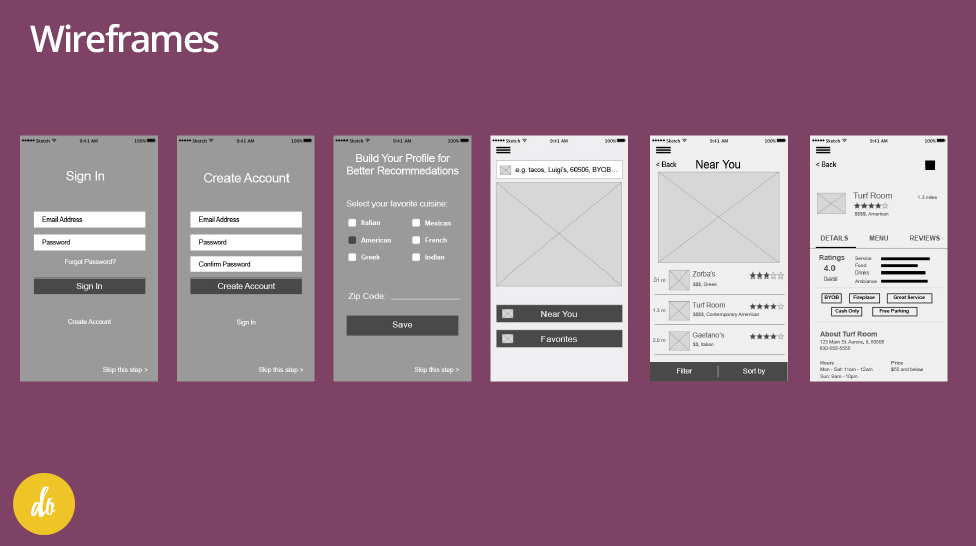 Wireframes
••••• Sketch 9:41 AM 100%
Sign In
Email Address
Password
Forgot Password?
Sign In
Create Account
Skip this step >
••••• Sketch 9:41 AM 100%
Create Account
Email Address
Password
Confirm Password
Create Account
Sign In
Skip this step >
••••• Sketch 9:41 AM 100%
Build Your Profile for
Better Recommendations
Select your favorite cuisine:
Italian Mexican
American French
Greek Indian
Zip Code:
Save
Skip this step >
••••• Sketch 9:41 AM 100%
e.g. tacos, Luigi's, 60506, BYOB...
Near You
Favorites
••••• Sketch 9:41 AM 100%
< Back Near You
.01 m Zorba's ★★★☆☆
$$, Greek
1.3 m Turf Room ★★★★☆
$$$$, Contemporary American
2.0 m Gaetano's ★★★★☆
$$, Italian
Filter Sort by
••••• Sketch 9:41 AM 100%
< Back
Turf Room 1.3 miles
★★★★☆
$$$$, American
DETAILS MENU REVIEWS
Ratings
4.0
Overall
Service
Food
Drinks
Ambiance
BYOB Fireplace Great Service
Cash Only Free Parking
About Turf Room
123 Main St. Aurora, IL 60506
630-555-5555
Hours Price
Mon - Sat: 11am - 12am $50 and below
Sun: 9am - 10pm
do